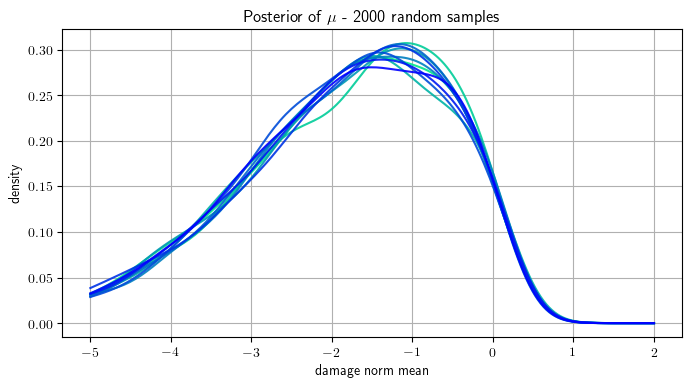 Posterior of μ - 2000 random samples
density
0.30
0.25
0.20
0.15
0.10
0.05
0.00
−5 −4 −3 −2 −1 0 1 2
damage norm mean